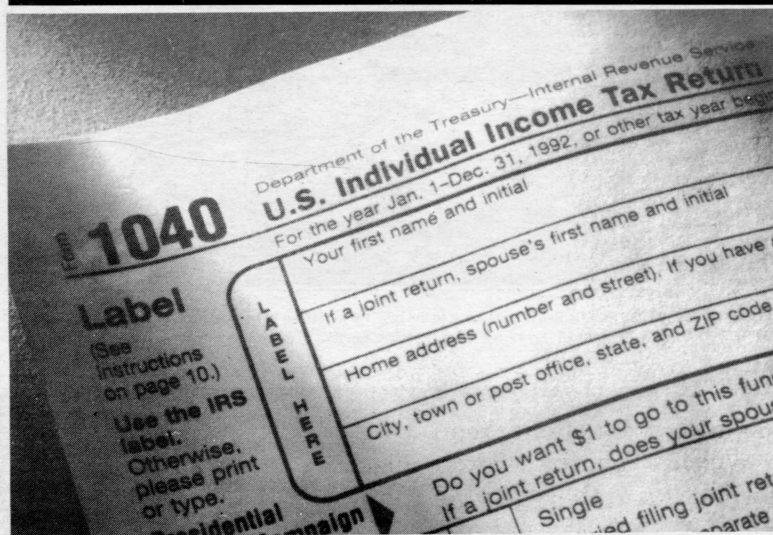 Department of the Treasury—Internal Revenue Service
Form 1040 U.S. Individual Income Tax Return
For the year Jan. 1–Dec. 31, 1992, or other tax year
Label
(See
instructions
on page 10.)
Use the IRS
label.
Otherwise,
please print
or type.
LABEL HERE
Your first name and initial
If a joint return, spouse's first name and initial
Home address (number and street). If you have
City, town or post office, state, and ZIP code
Do you want $1 to go to this
If a joint return, does your
Single
filing joint